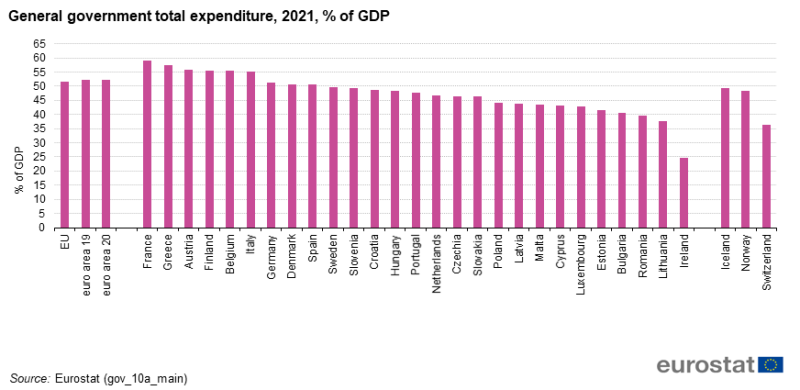 General government total expenditure, 2021, % of GDP
65
60
55
50
45
40
35
30
25
20
15
10
5
0
% of GDP
EU
euro area 19
euro area 20
France
Greece
Austria
Finland
Belgium
Italy
Germany
Denmark
Spain
Sweden
Slovenia
Croatia
Hungary
Portugal
Netherlands
Czechia
Slovakia
Poland
Latvia
Malta
Cyprus
Luxembourg
Estonia
Bulgaria
Romania
Lithuania
Ireland
Iceland
Norway
Switzerland
Source: Eurostat (gov_10a_main)
eurostat